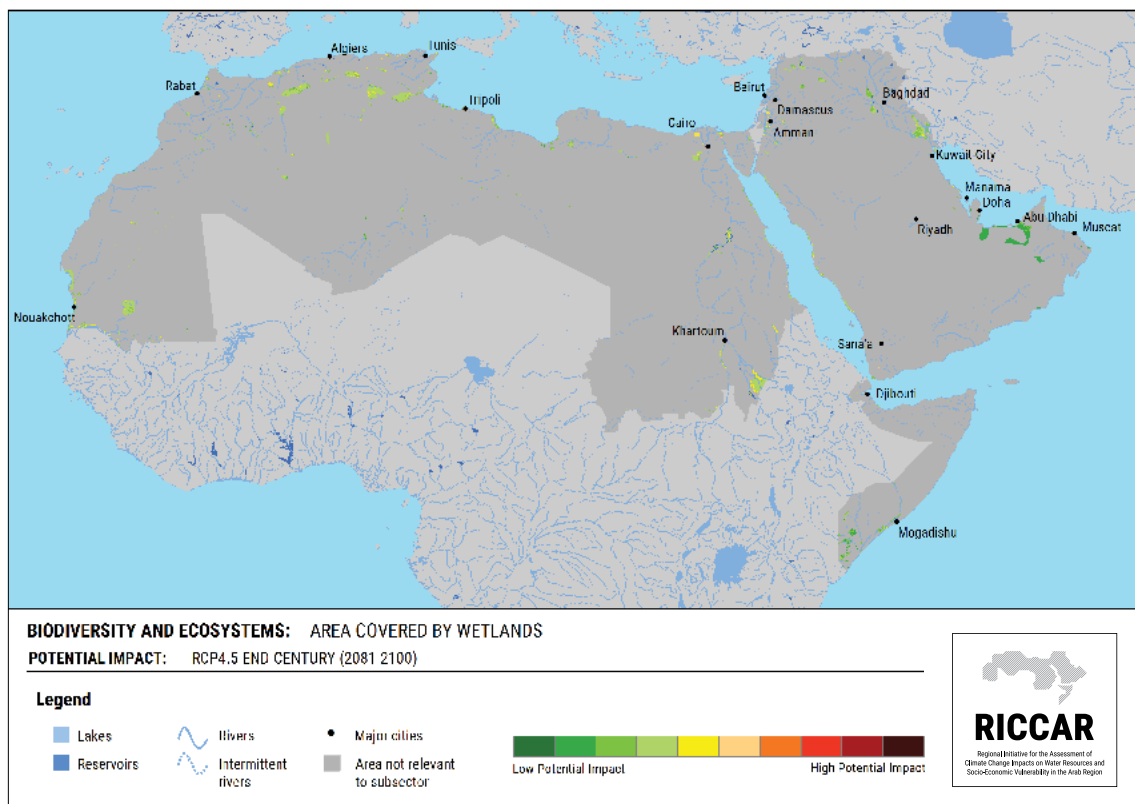 Algiers
Tunis
Rabat
Tripoli
Beirut
Damascus
Baghdad
Cairo
Amman
Kuwait City
Manama
Doha
Abu Dhabi
Riyadh
Muscat
Nouakchott
Khartoum
Sana'a
Djibouti
Mogadishu
BIODIVERSITY AND ECOSYSTEMS: AREA COVERED BY WETLANDS
POTENTIAL IMPACT: RCP4.5 END CENTURY (2081 2100)
Legend
Lakes
Rivers
Major cities
Reservoirs
Intermittent
rivers
Area not relevant
to subsector
Low Potential Impact
High Potential Impact
RICCAR
Regional Initiative for the Assessment of
Climate Change Impacts on Water Resources and
Socio-Economic Vulnerability in the Arab Region